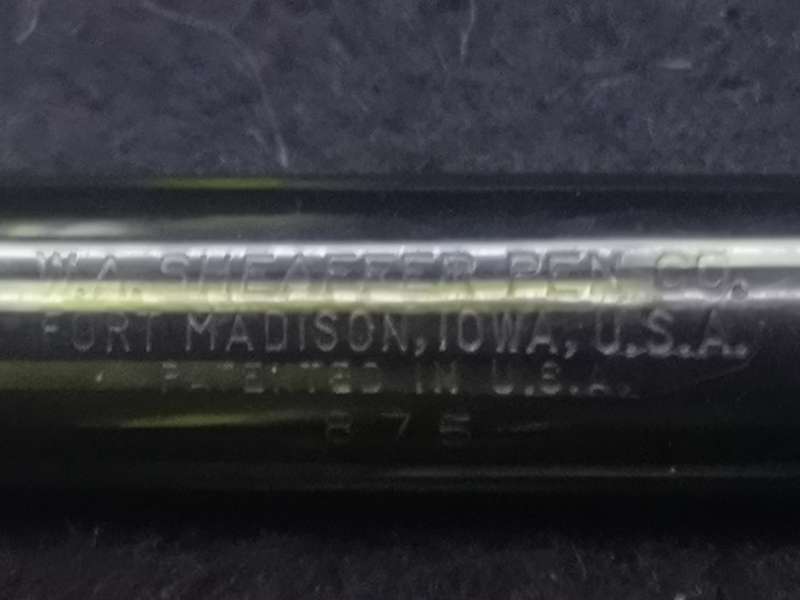 W.A. SHEAFFER PEN CO.
FORT MADISON, IOWA, U.S.A.
PATENTED IN U.S.A.
875